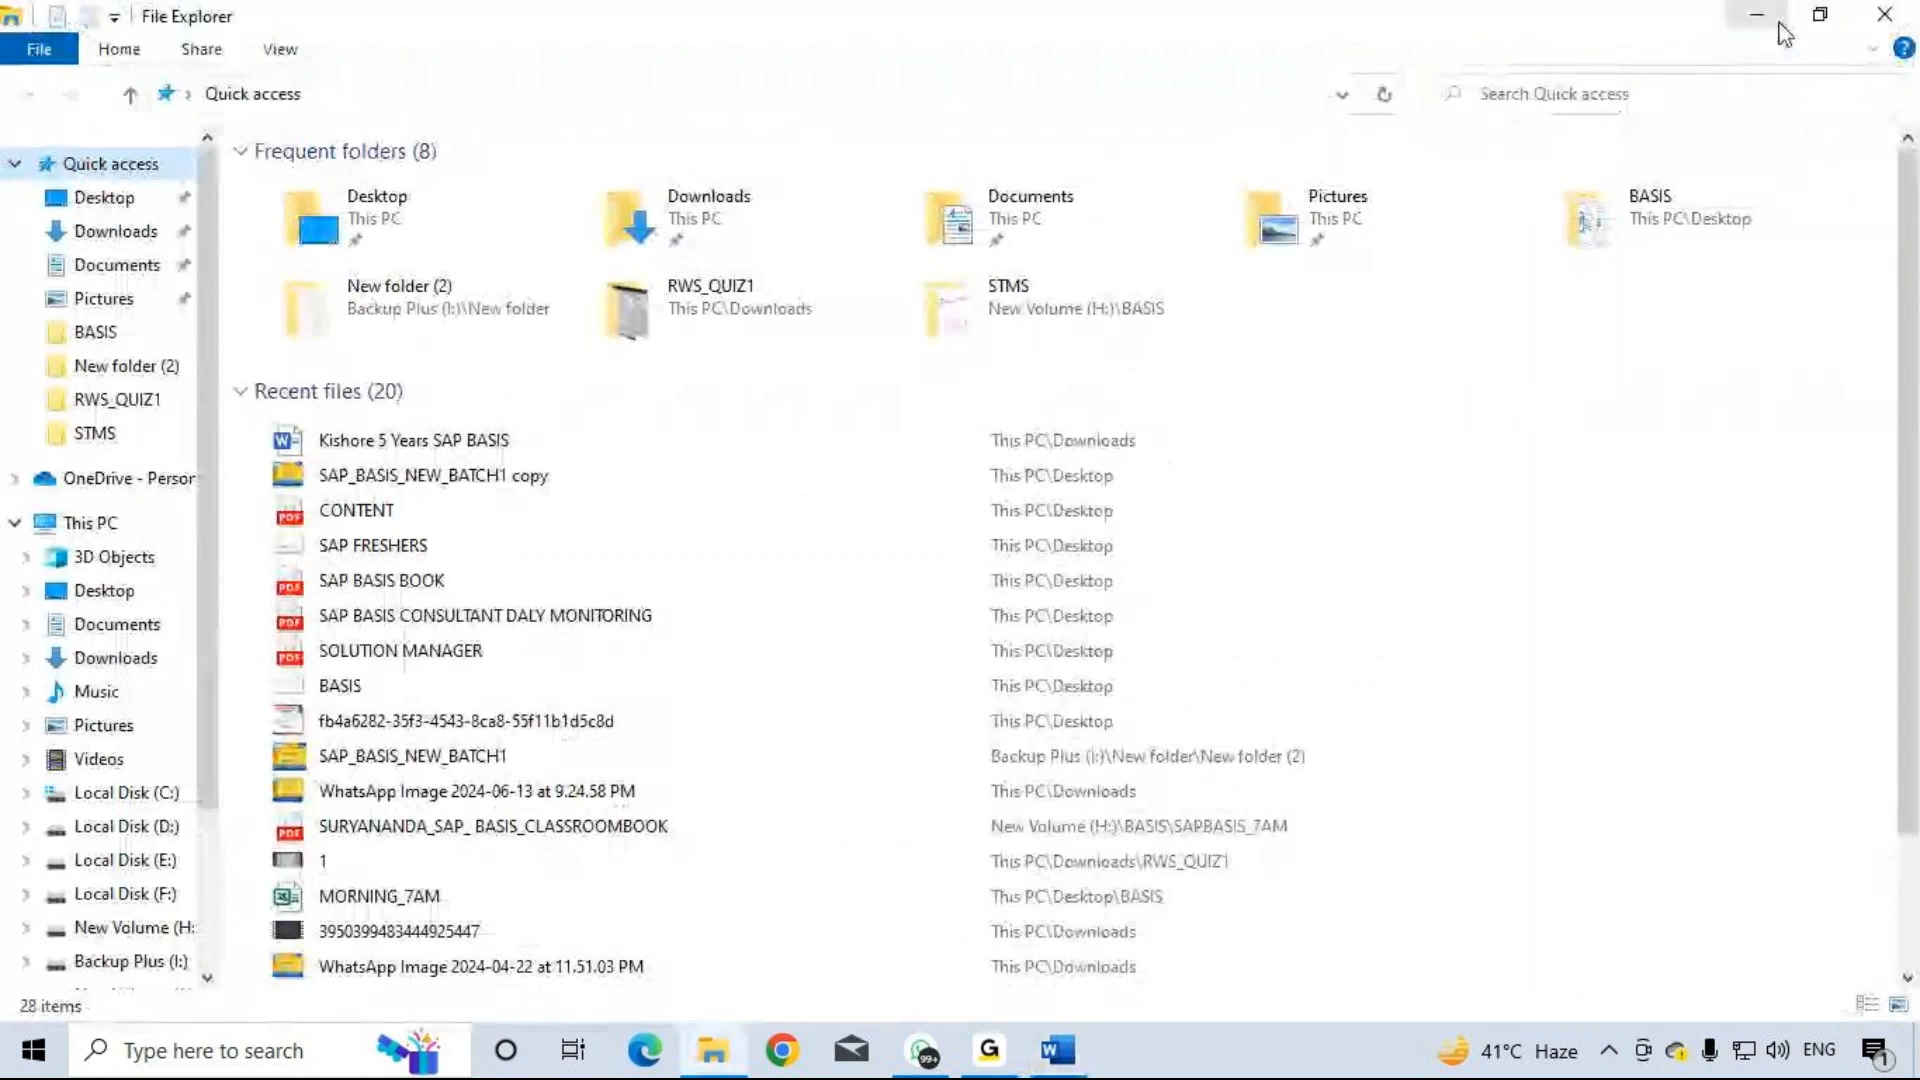 File Explorer
File Home Share View
Quick access
Search Quick access
Quick access
Desktop
Downloads
Documents
Pictures
BASIS
New folder (2)
RWS_QUIZ1
STMS
OneDrive - Person
This PC
3D Objects
Desktop
Documents
Downloads
Music
Pictures
Videos
Local Disk (C:)
Local Disk (D:)
Local Disk (E:)
Local Disk (F:)
New Volume (H:
Backup Plus (I:)
Frequent folders (8)
Desktop
This PC
Downloads
This PC
Documents
This PC
Pictures
This PC
BASIS
This PC\Desktop
New folder (2)
Backup Plus (I:)\New folder
RWS_QUIZ1
This PC\Downloads
STMS
New Volume (H:)\BASIS
Recent files (20)
Kishore 5 Years SAP BASIS This PC\Downloads
SAP_BASIS_NEW_BATCH1 copy This PC\Desktop
PDF CONTENT This PC\Desktop
SAP FRESHERS This PC\Desktop
PDF SAP BASIS BOOK This PC\Desktop
PDF SAP BASIS CONSULTANT DALY MONITORING This PC\Desktop
PDF SOLUTION MANAGER This PC\Desktop
BASIS This PC\Desktop
fb4a6282-35f3-4543-8ca8-55f11b1d5c8d This PC\Desktop
SAP_BASIS_NEW_BATCH1 Backup Plus (I:)\New folder\New folder (2)
WhatsApp Image 2024-06-13 at 9.24.58 PM This PC\Downloads
PDF SURYANANDA_SAP_ BASIS_CLASSROOMBOOK New Volume (H:)\BASIS\SAPBASIS_7AM
1 This PC\Downloads\RWS_QUIZ1
MORNING_7AM This PC\Desktop\BASIS
3950399483444925447 This PC\Downloads
WhatsApp Image 2024-04-22 at 11.51.03 PM This PC\Downloads
28 items
Type here to search
99+
G
W
41°C Haze
ENG
1